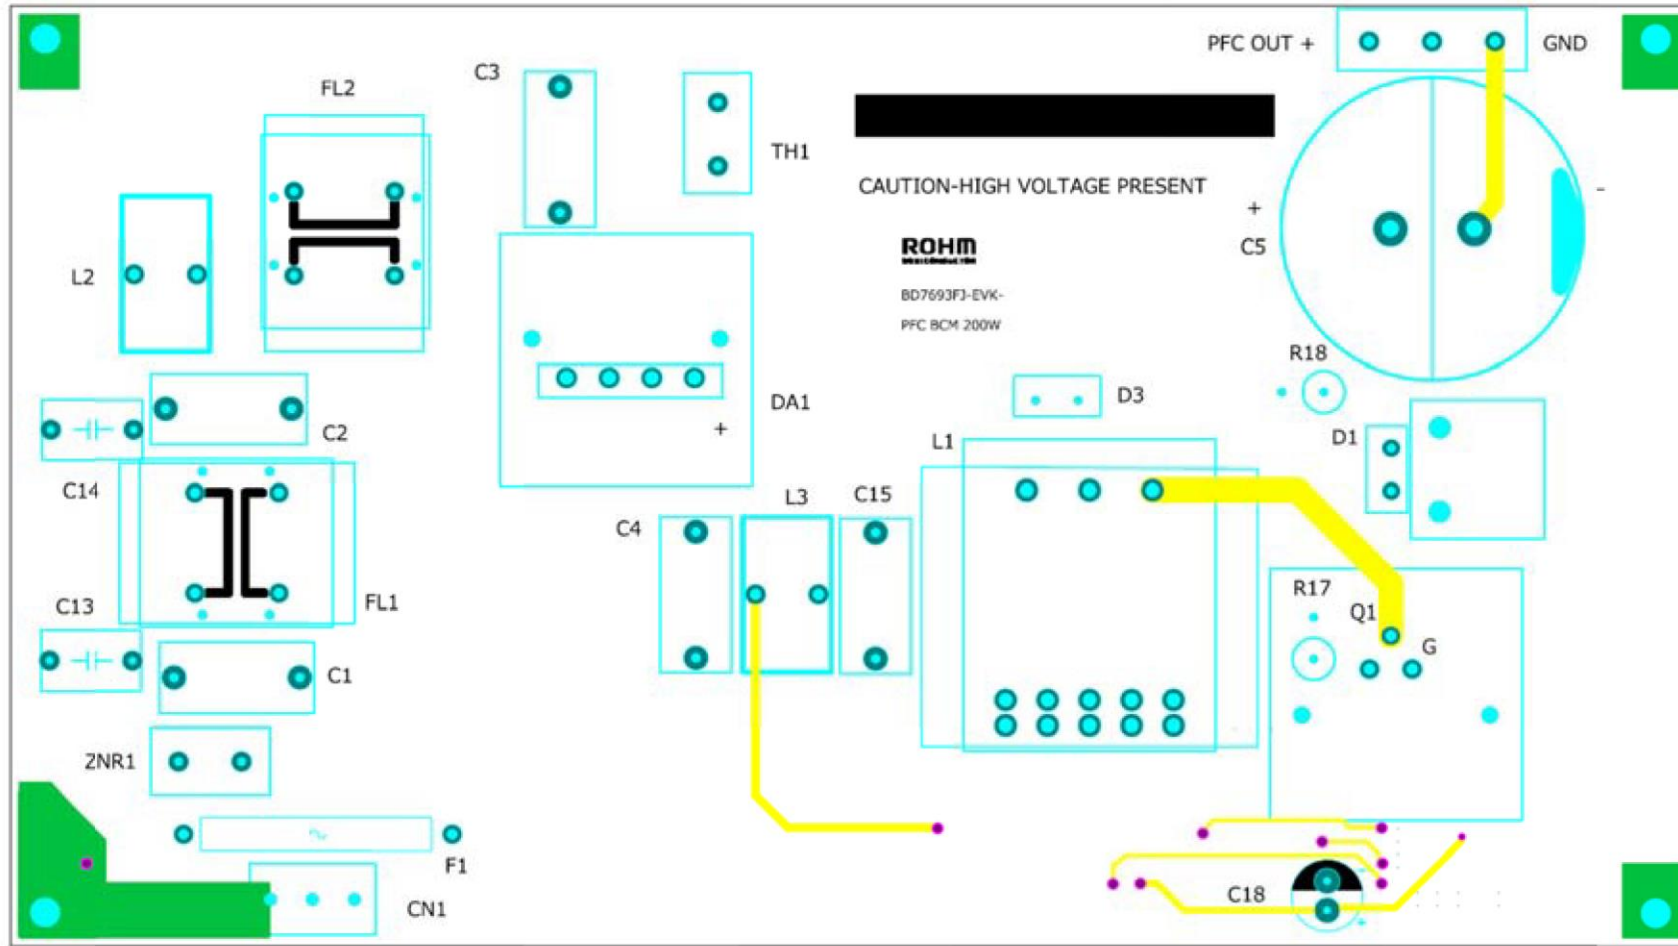 PFC OUT +
GND
C3
FL2
TH1
CAUTION-HIGH VOLTAGE PRESENT
-
+
C5
ROHM
SEMICONDUCTOR
L2
BD7693FJ-EVK-
PFC BCM 200W
R18
D3
DA1
+
C2
D1
L1
C14
L3
C15
C4
R17
FL1
C13
Q1
G
C1
ZNR1
~
F1
C18
-
CN1
+